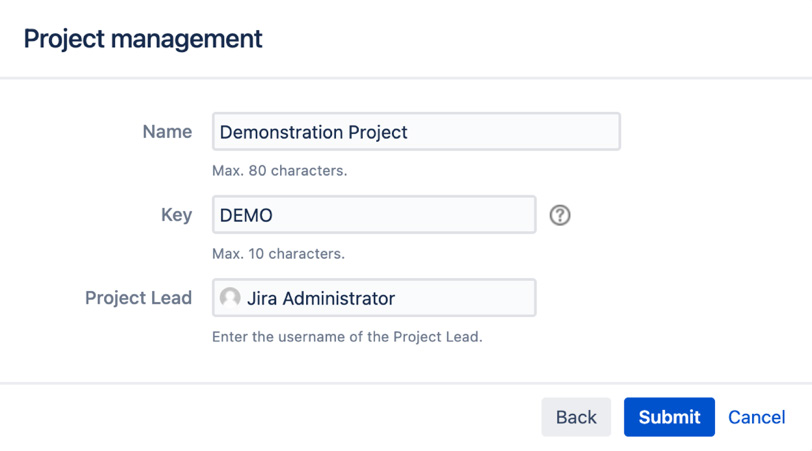 Project management
Name Demonstration Project
Max. 80 characters.
Key DEMO ?
Max. 10 characters.
Project Lead Jira Administrator
Enter the username of the Project Lead.
Back Submit Cancel